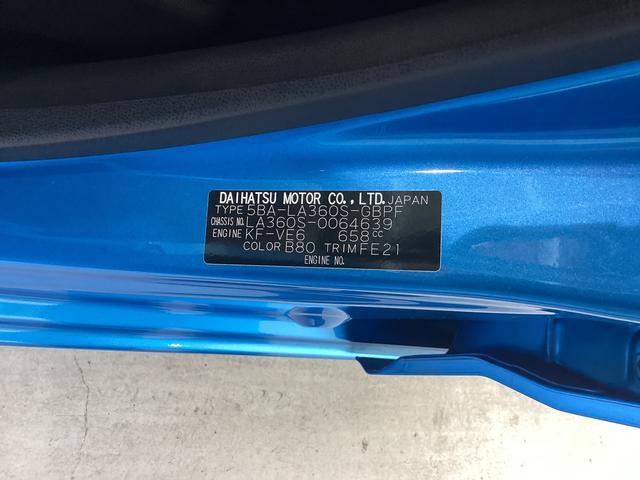 DAIHATSU MOTOR CO.,LTD. JAPAN
TYPE 5BA-LA360S-GBPF
CHASSIS NO. LA360S-0064639
ENGINE KF-VE6 658cc
COLOR B80 TRIM FE21
ENGINE NO.